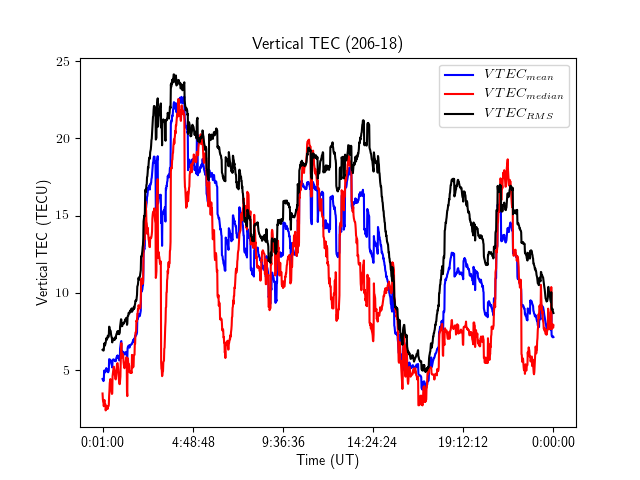 Vertical TEC (206-18)
VTEC_mean
VTEC_median
VTEC_RMS
Vertical TEC (TECU)
25
20
15
10
5
0:01:00 4:48:48 9:36:36 14:24:24 19:12:12 0:00:00
Time (UT)